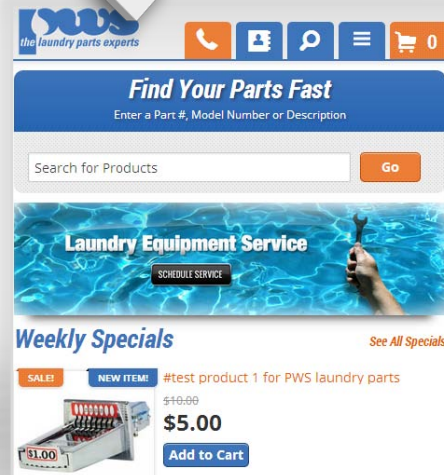 pws
the laundry parts experts
0
Find Your Parts Fast
Enter a Part #, Model Number or Description
Search for Products
Go
Laundry Equipment Service
SCHEDULE SERVICE
Weekly Specials
See All Specials
SALE!
NEW ITEM!
#test product 1 for PWS laundry parts
$10.00
$5.00
Add to Cart
$1.00